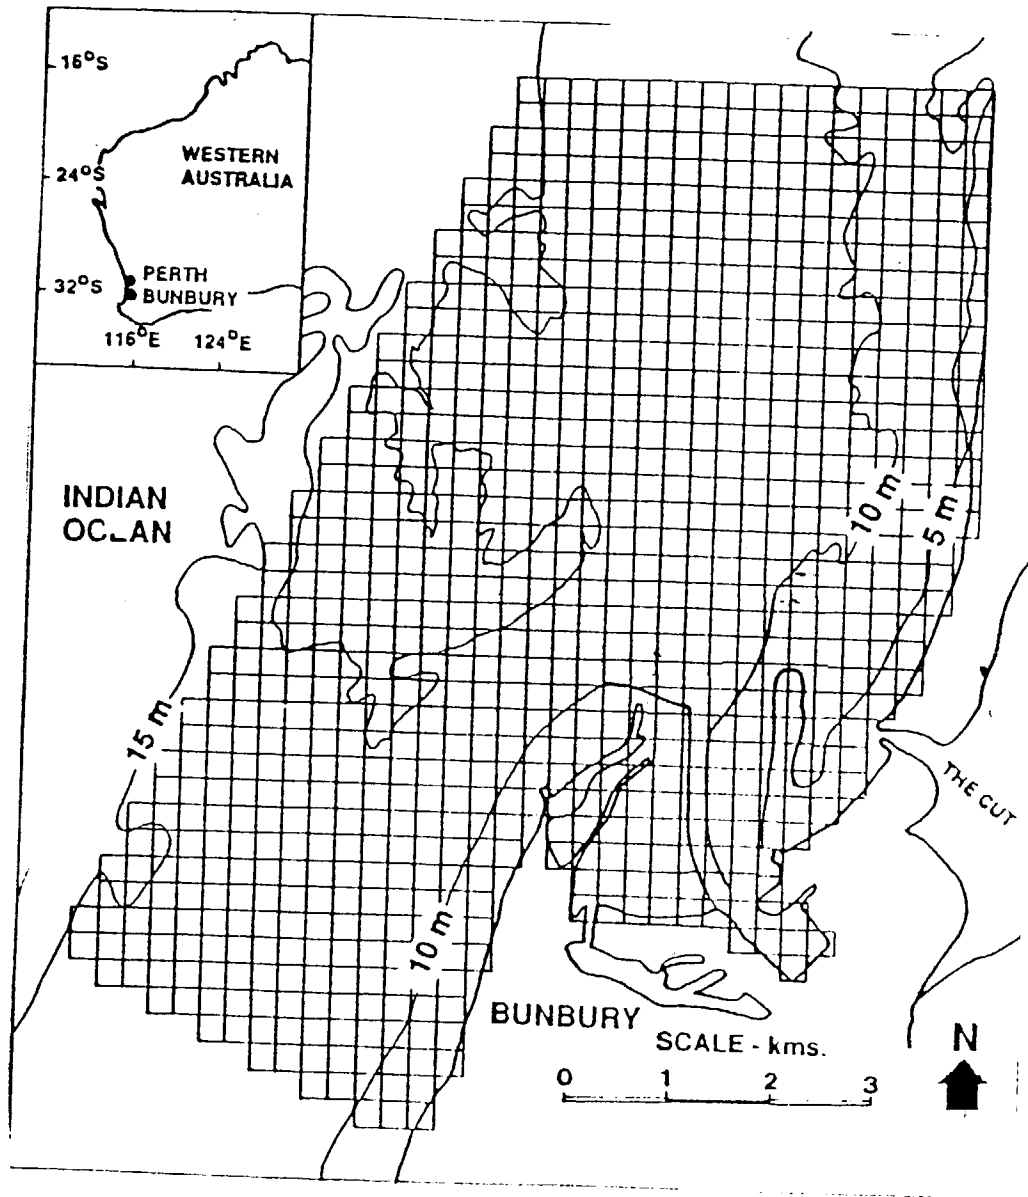 16°S
24°S
32°S
WESTERN
AUSTRALIA
PERTH
BUNBURY
116°E 124°E
INDIAN
OCEAN
10 m
5 m
15 m
10 m
THE CUT
BUNBURY
SCALE - kms.
0 1 2 3
N